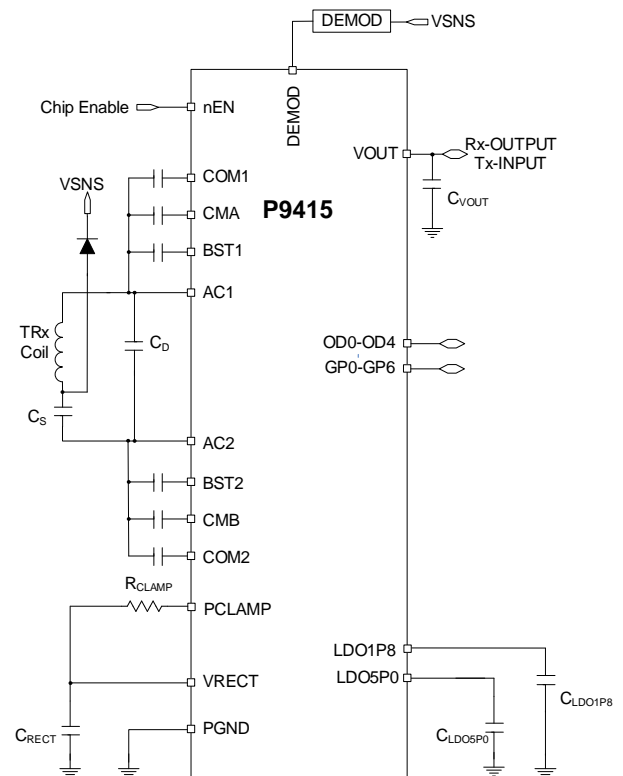 DEMOD
VSNS
Chip Enable
nEN
DEMOD
VOUT
Rx-OUTPUT
Tx-INPUT
CVOUT
VSNS
COM1
CMA
P9415
BST1
AC1
TRx
Coil
CD
OD0-OD4
GP0-GP6
CS
AC2
BST2
CMB
COM2
RCLAMP
PCLAMP
LDO1P8
VRECT
LDO5P0
CLDO1P8
CRECT
PGND
CLDO5P0